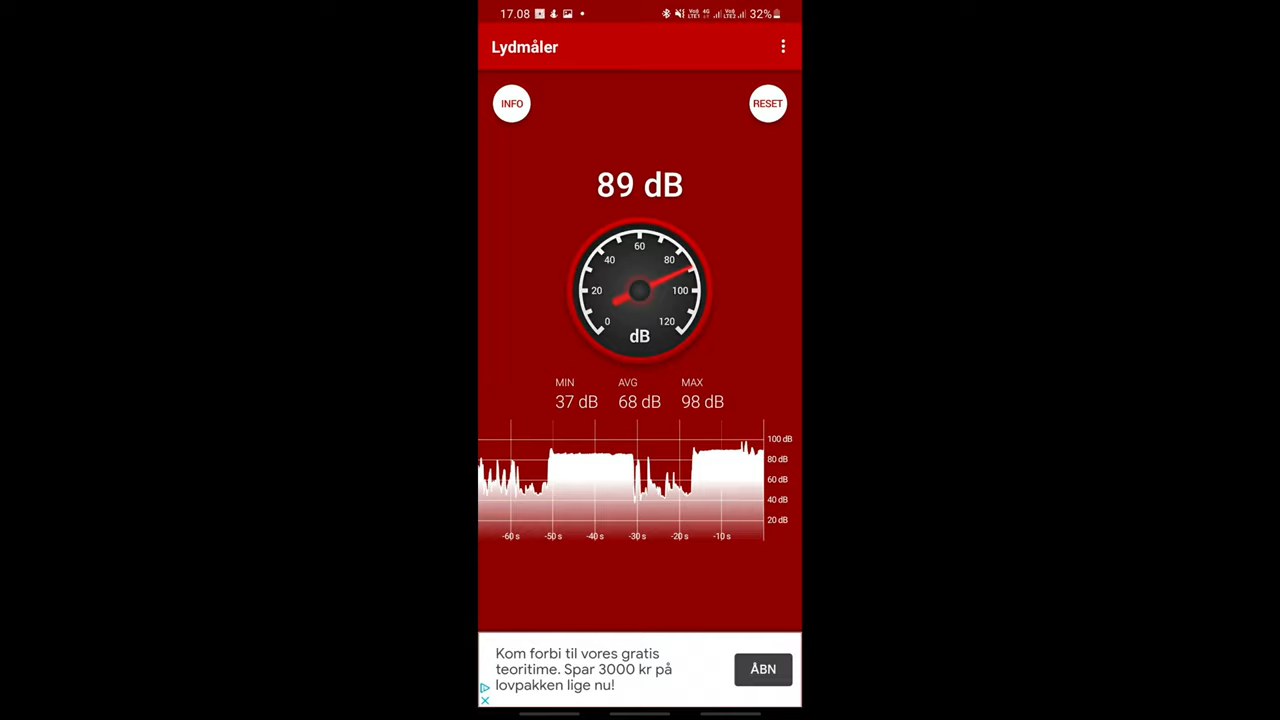 17.08 32%
Lydmåler
INFO RESET
89 dB
0 20 40 60 80 100 120
dB
MIN AVG MAX
37 dB 68 dB 98 dB
100 dB
80 dB
60 dB
40 dB
20 dB
-60 s -50 s -40 s -30 s -20 s -10 s
Kom forbi til vores gratis
teoritime. Spar 3000 kr på
lovpakken lige nu!
ÅBN